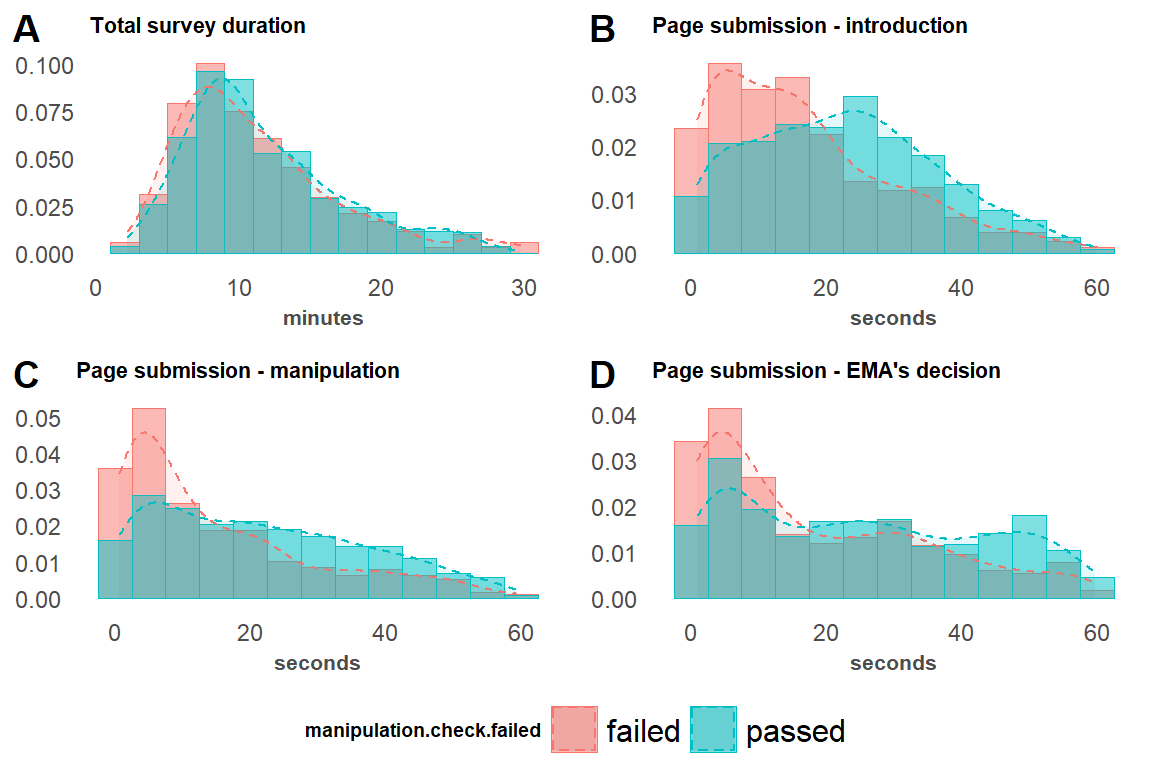 A Total survey duration
0.100
0.075
0.050
0.025
0.000
0 10 20 30
minutes
B Page submission - introduction
0.03
0.02
0.01
0.00
0 20 40 60
seconds
C Page submission - manipulation
0.05
0.04
0.03
0.02
0.01
0.00
0 20 40 60
seconds
D Page submission - EMA's decision
0.04
0.03
0.02
0.01
0.00
0 20 40 60
seconds
manipulation.check.failed failed passed